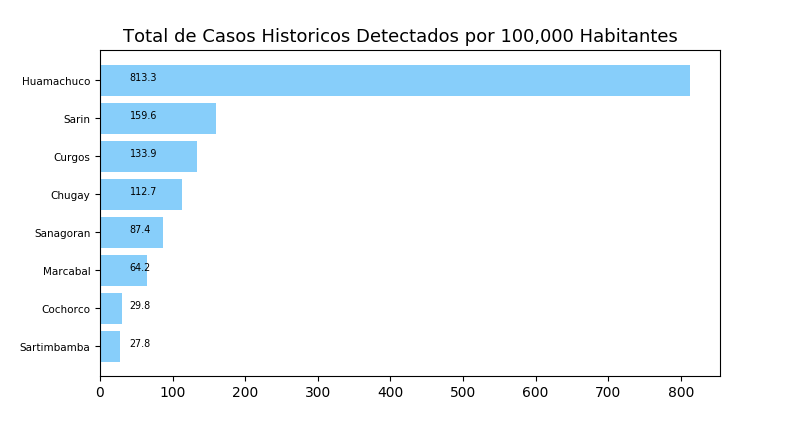 Total de Casos Historicos Detectados por 100,000 Habitantes
Huamachuco 813.3
Sarin 159.6
Curgos 133.9
Chugay 112.7
Sanagoran 87.4
Marcabal 64.2
Cochorco 29.8
Sartimbamba 27.8
0 100 200 300 400 500 600 700 800